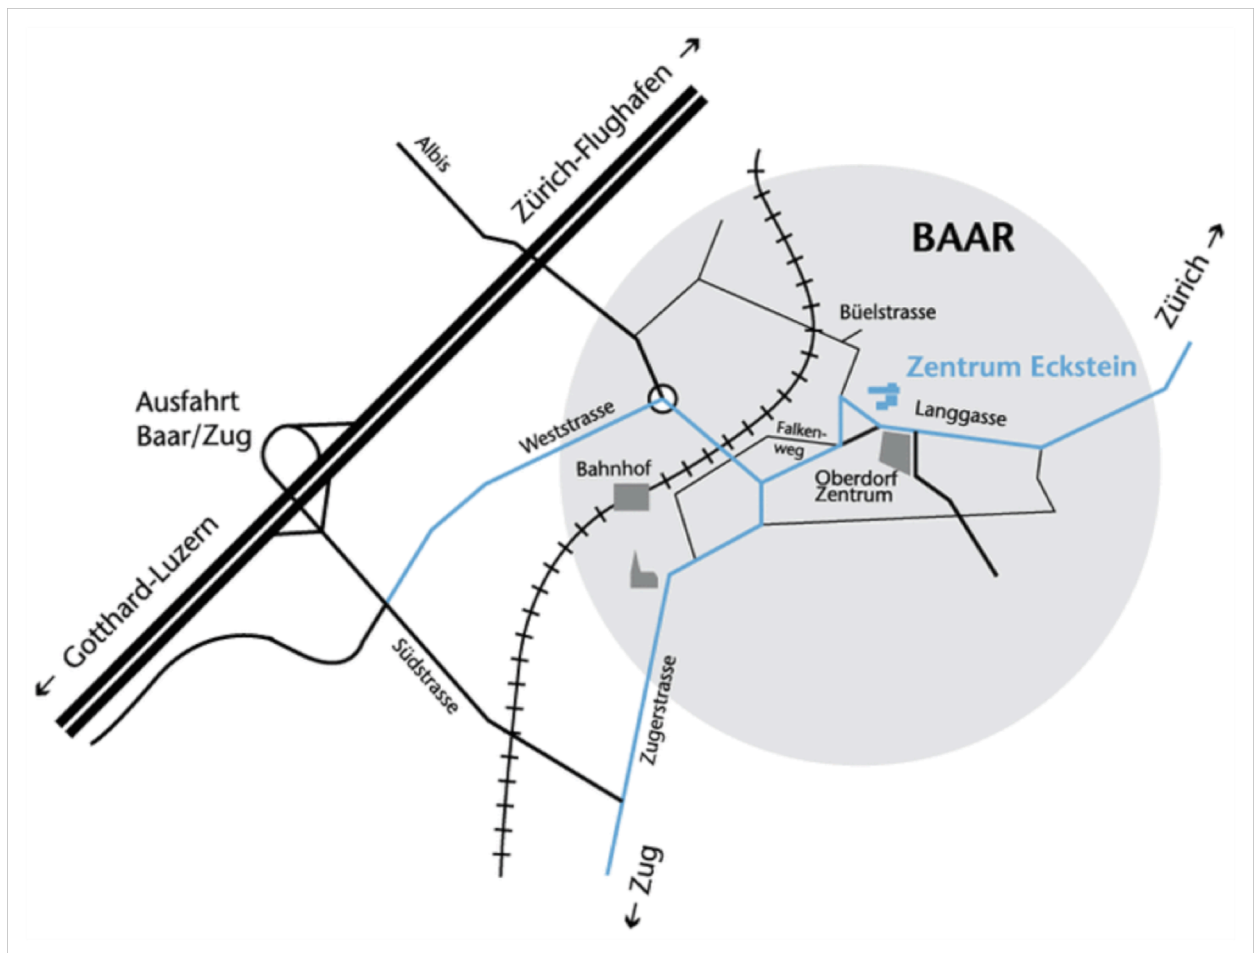 Zürich-Flughafen
Albis
BAAR
Zürich
Büelstrasse
Zentrum Eckstein
Ausfahrt
Baar/Zug
Weststrasse
Langgasse
Falken-
weg
Bahnhof
Oberdorf
Zentrum
Gotthard-Luzern
Südstrasse
Zugerstrasse
Zug